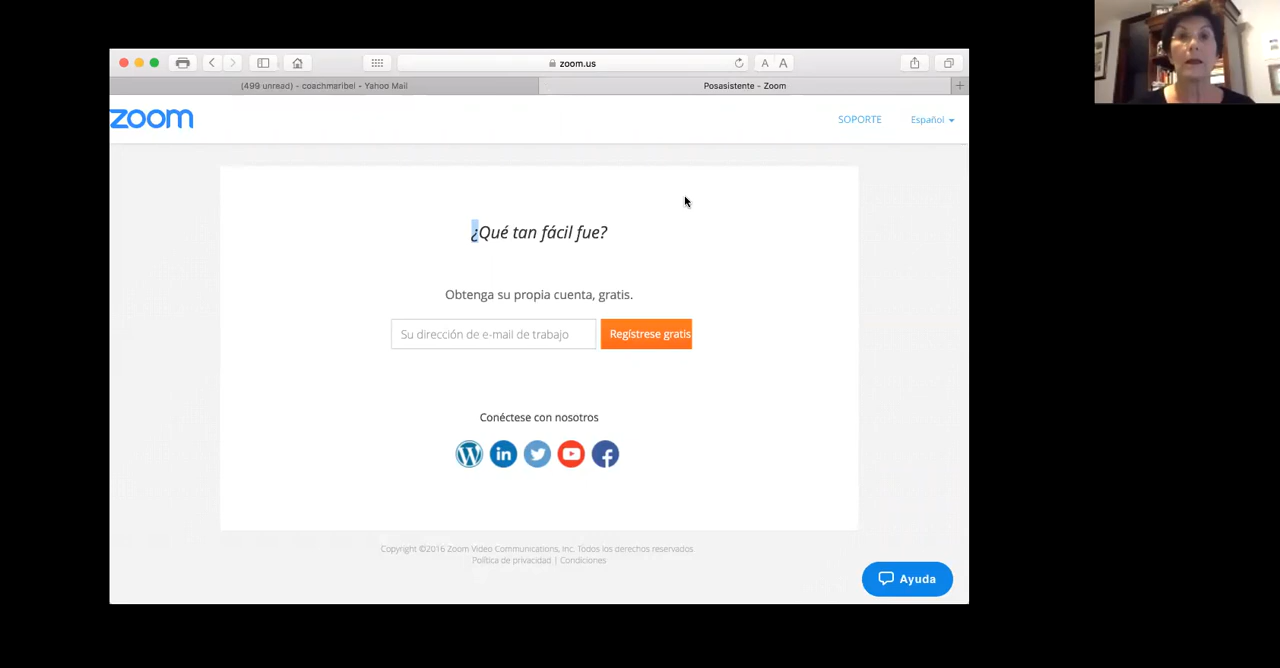 zoom.us
A A
(499 unread) - coachmaribel - Yahoo Mail
Posasistente - Zoom
zoom
SOPORTE
Español
¿Qué tan fácil fue?
Obtenga su propia cuenta, gratis.
Su dirección de e-mail de trabajo
Regístrese gratis
Conéctese con nosotros
Copyright ©2016 Zoom Video Communications, Inc. Todos los derechos reservados.
Política de privacidad | Condiciones
Ayuda